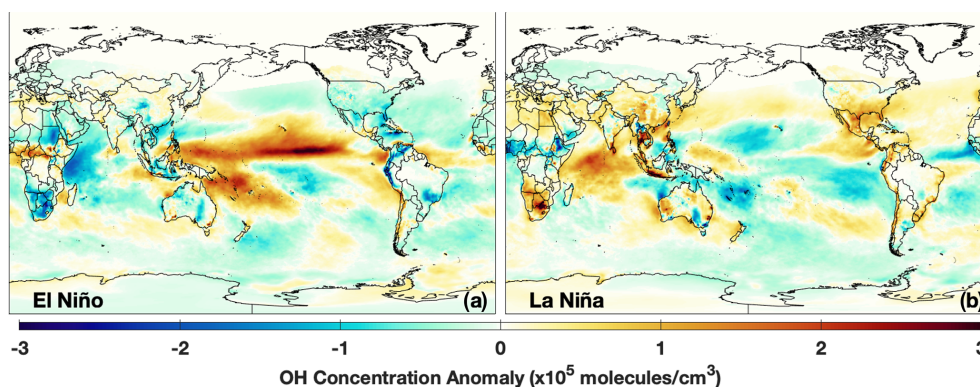 El Niño (a)
La Niña (b)
-3 -2 -1 0 1 2 3
OH Concentration Anomaly (x10⁵ molecules/cm³)